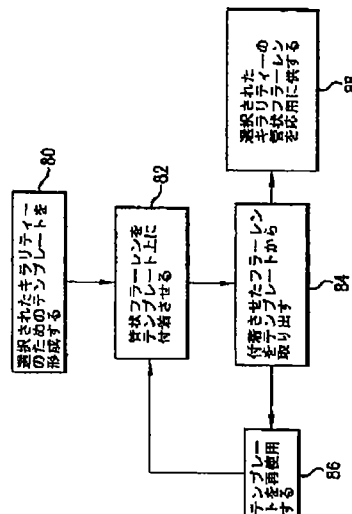 80
選択されたキラリティー
のためのテンプレートを
形成する
82
管状フラーレンを
テンプレート上に
付着させる
付着させたフラーレン
をテンプレートから
取り出す
84
テンプレー
トを再使用
する
86
選択された
キラリティーの
管状フラーレン
を応用に供する
88